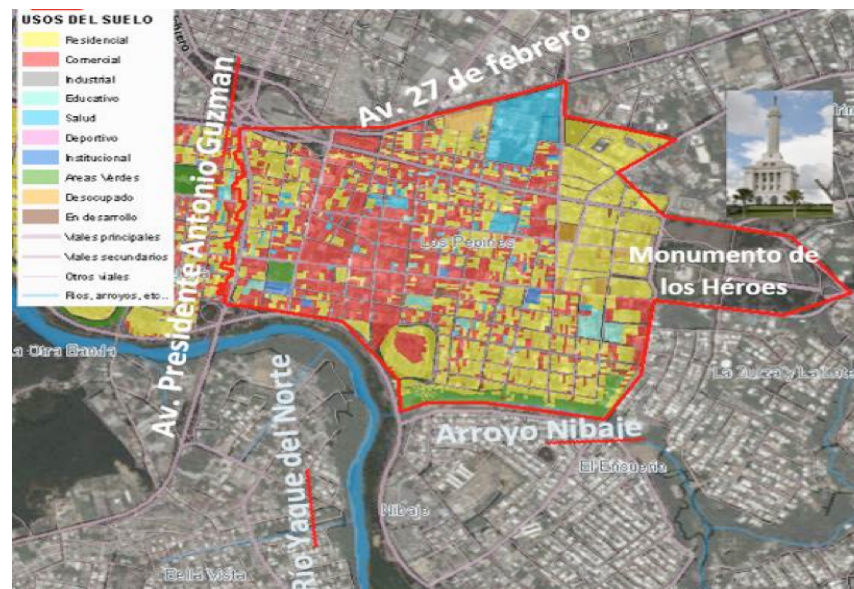 USOS DEL SUELO
Residencial
Comercial
Industrial
Educativo
Salud
Deportivo
Institucional
Areas Verdes
Desocupado
En desarrollo
Viales principales
Viales secundarios
Otros viales
Rios, arroyos, etc..
Av. Presidente Antonio Guzman
Av. 27 de febrero
Los Pepines
Monumento de
los Héroes
La Otra Banda
Rio Yaque del Norte
Arroyo Nibaje
El Ensueño
Nibaje
Bella Vista